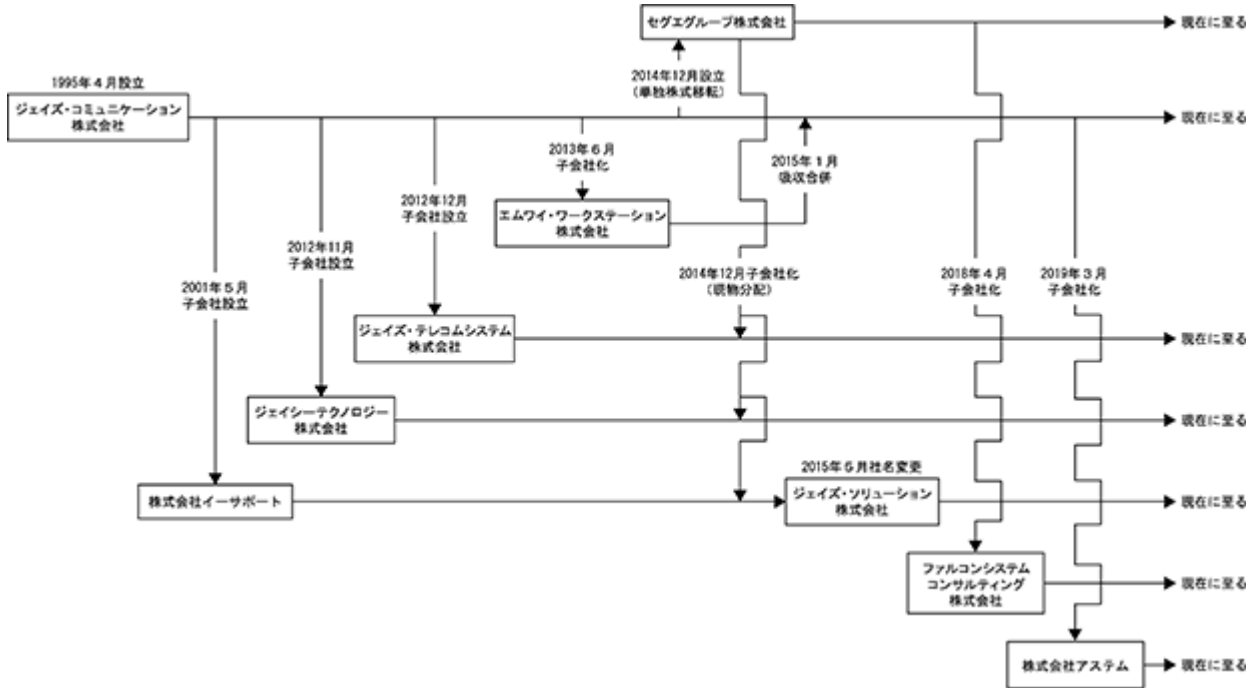 セグエグループ株式会社
現在に至る
2014年12月設立
(単独株式移転)
1995年4月設立
ジェイズ・コミュニケーション
株式会社
現在に至る
2013年6月
子会社化
2015年1月
吸収合併
2012年12月
子会社設立
エムワイ・ワークステーション
株式会社
2012年11月
子会社設立
2001年5月
子会社設立
2014年12月子会社化
(現物分配)
2018年4月
子会社化
2019年3月
子会社化
ジェイズ・テレコムシステム
株式会社
現在に至る
ジェイシーテクノロジー
株式会社
現在に至る
2015年6月社名変更
株式会社イーサポート
ジェイズ・ソリューション
株式会社
現在に至る
ファルコンシステム
コンサルティング
株式会社
現在に至る
株式会社アステム
現在に至る